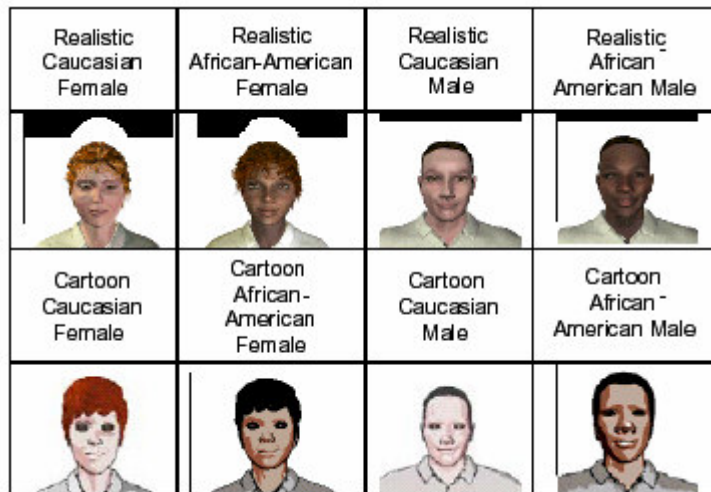 Realistic
Caucasian
Female
Realistic
African-American
Female
Realistic
Caucasian
Male
Realistic
African-
American Male
Cartoon
Caucasian
Female
Cartoon
African-
American
Female
Cartoon
Caucasian
Male
Cartoon
African-
American Male